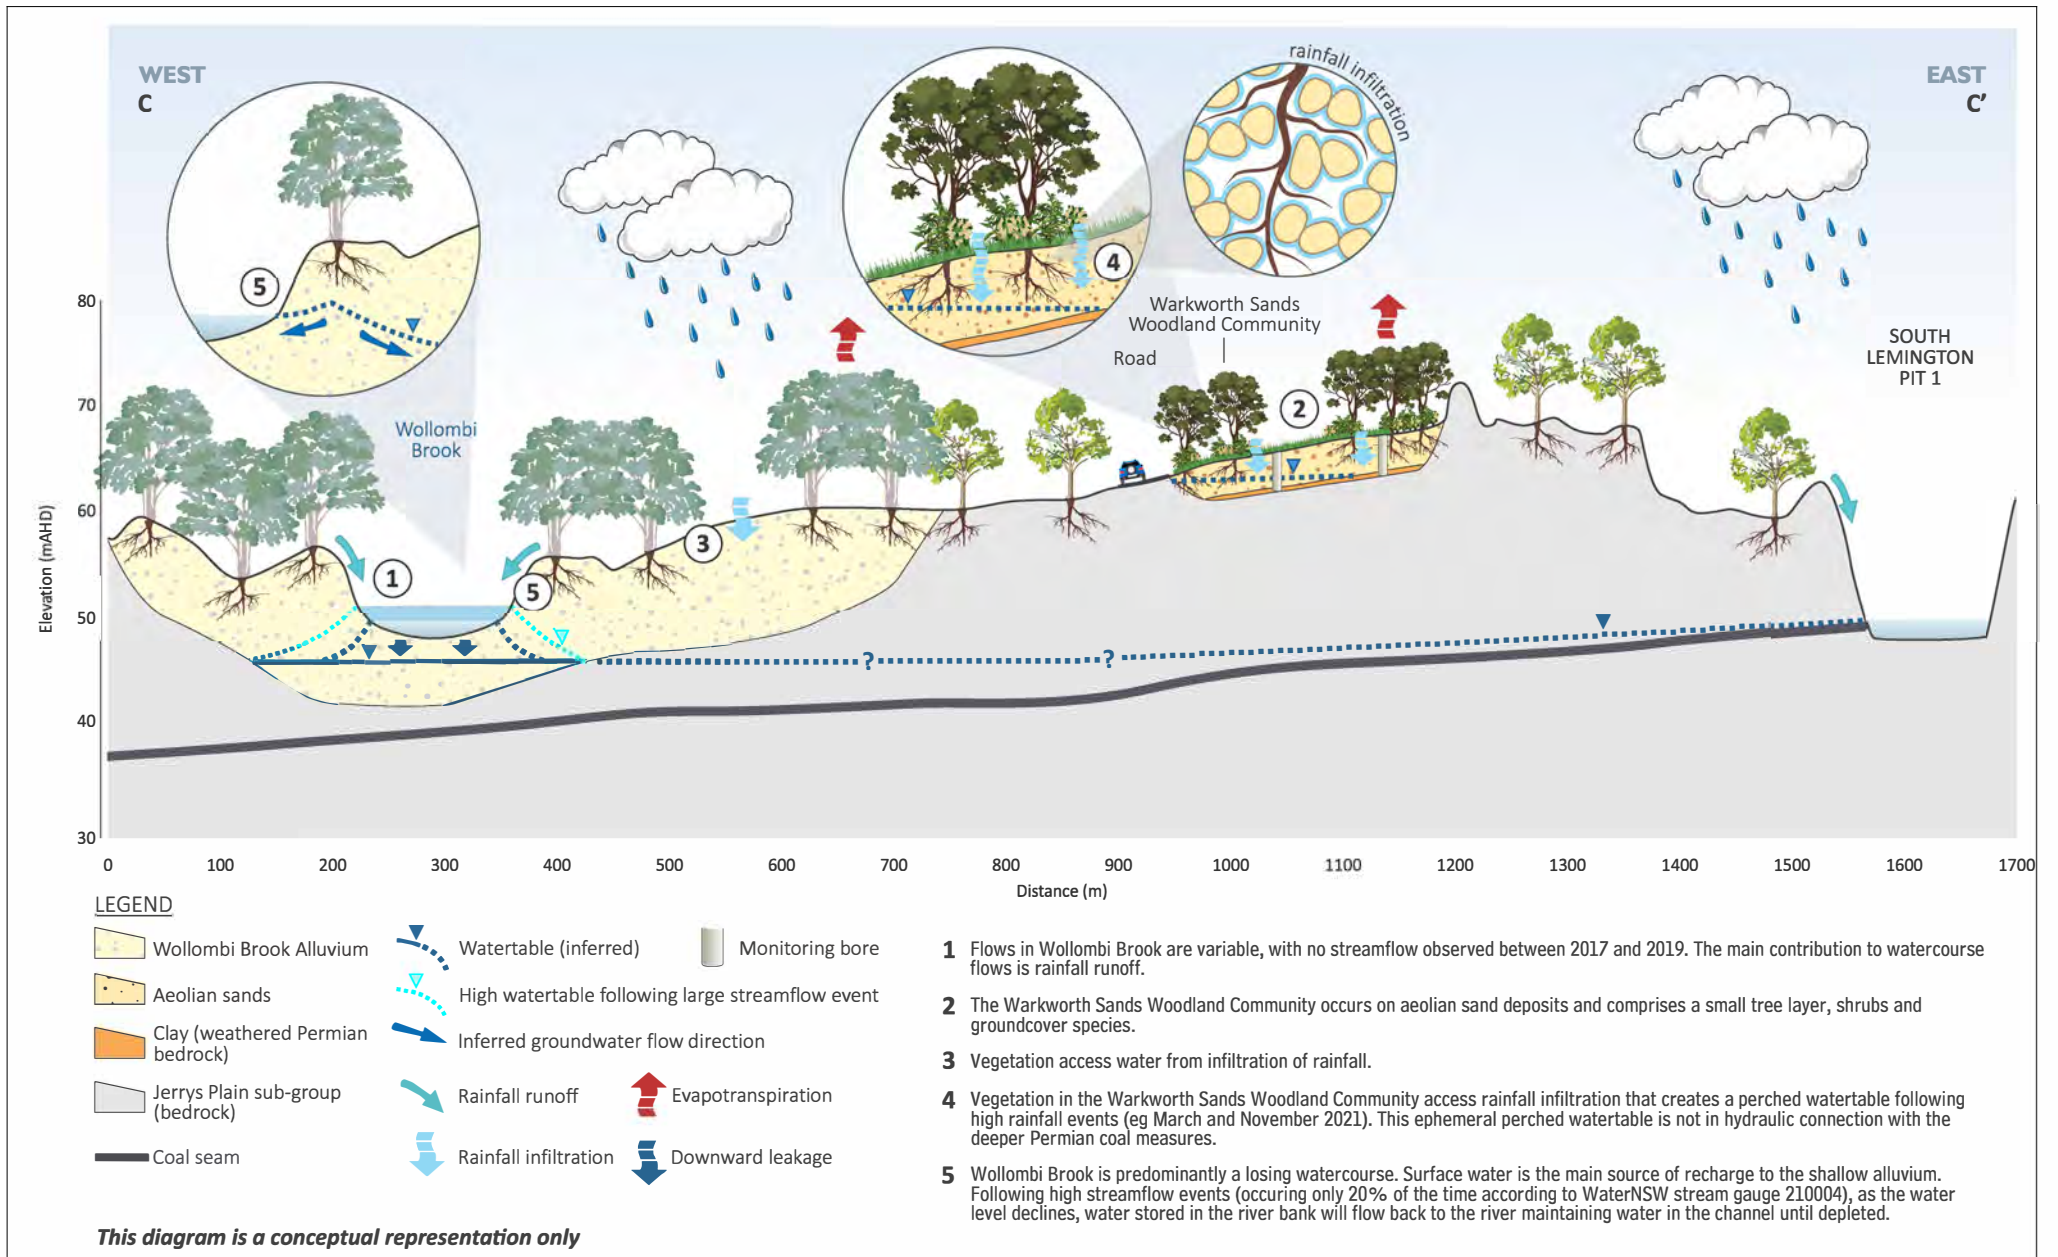 WEST
C
EAST
C'
rainfall infiltration
5
4
Warkworth Sands
Woodland Community
Road
SOUTH
LEMINGTON
PIT 1
Wollombi
Brook
1
5
3
2
?
?
Elevation (mAHD)
80
70
60
50
40
30
0 100 200 300 400 500 600 700 800 900 1000 1100 1200 1300 1400 1500 1600 1700
Distance (m)
LEGEND
Wollombi Brook Alluvium
Aeolian sands
Clay (weathered Permian
bedrock)
Jerrys Plain sub-group
(bedrock)
Coal seam
Watertable (inferred)
High watertable following large streamflow event
Inferred groundwater flow direction
Rainfall runoff
Rainfall infiltration
Monitoring bore
Evapotranspiration
Downward leakage
1 Flows in Wollombi Brook are variable, with no streamflow observed between 2017 and 2019. The main contribution to watercourse
flows is rainfall runoff.
2 The Warkworth Sands Woodland Community occurs on aeolian sand deposits and comprises a small tree layer, shrubs and
groundcover species.
3 Vegetation access water from infiltration of rainfall.
4 Vegetation in the Warkworth Sands Woodland Community access rainfall infiltration that creates a perched watertable following
high rainfall events (eg March and November 2021). This ephemeral perched watertable is not in hydraulic connection with the
deeper Permian coal measures.
5 Wollombi Brook is predominantly a losing watercourse. Surface water is the main source of recharge to the shallow alluvium.
Following high streamflow events (occuring only 20% of the time according to WaterNSW stream gauge 210004), as the water
level declines, water stored in the river bank will flow back to the river maintaining water in the channel until depleted.
This diagram is a conceptual representation only